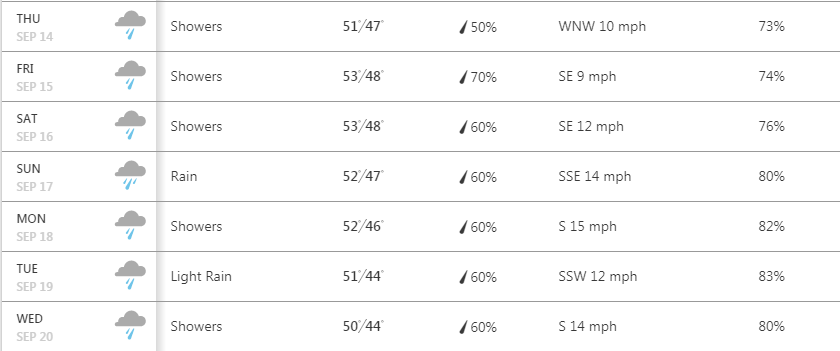 THU Showers 51°/47° 50% WNW 10 mph 73%
SEP 14
FRI Showers 53°/48° 70% SE 9 mph 74%
SEP 15
SAT Showers 53°/48° 60% SE 12 mph 76%
SEP 16
SUN Rain 52°/47° 60% SSE 14 mph 80%
SEP 17
MON Showers 52°/46° 60% S 15 mph 82%
SEP 18
TUE Light Rain 51°/44° 60% SSW 12 mph 83%
SEP 19
WED Showers 50°/44° 60% S 14 mph 80%
SEP 20